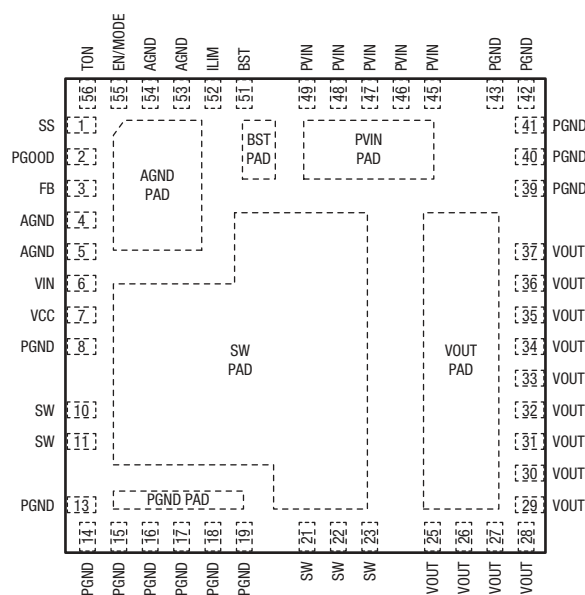 TON
EN/MODE
AGND
AGND
ILIM
BST
PVIN
PVIN
PVIN
PVIN
PVIN
PGND
PGND
56
55
54
53
52
51
49
48
47
46
45
43
42
SS 1
PGOOD 2
FB 3
AGND 4
AGND 5
VIN 6
VCC 7
PGND 8
SW 10
SW 11
PGND 13
AGND
PAD
BST
PAD
PVIN
PAD
SW
PAD
VOUT
PAD
PGND PAD
41 PGND
40 PGND
39 PGND
37 VOUT
36 VOUT
35 VOUT
34 VOUT
33 VOUT
32 VOUT
31 VOUT
30 VOUT
29 VOUT
14
15
16
17
18
19
21
22
23
25
26
27
28
PGND
PGND
PGND
PGND
PGND
PGND
SW
SW
SW
VOUT
VOUT
VOUT
VOUT